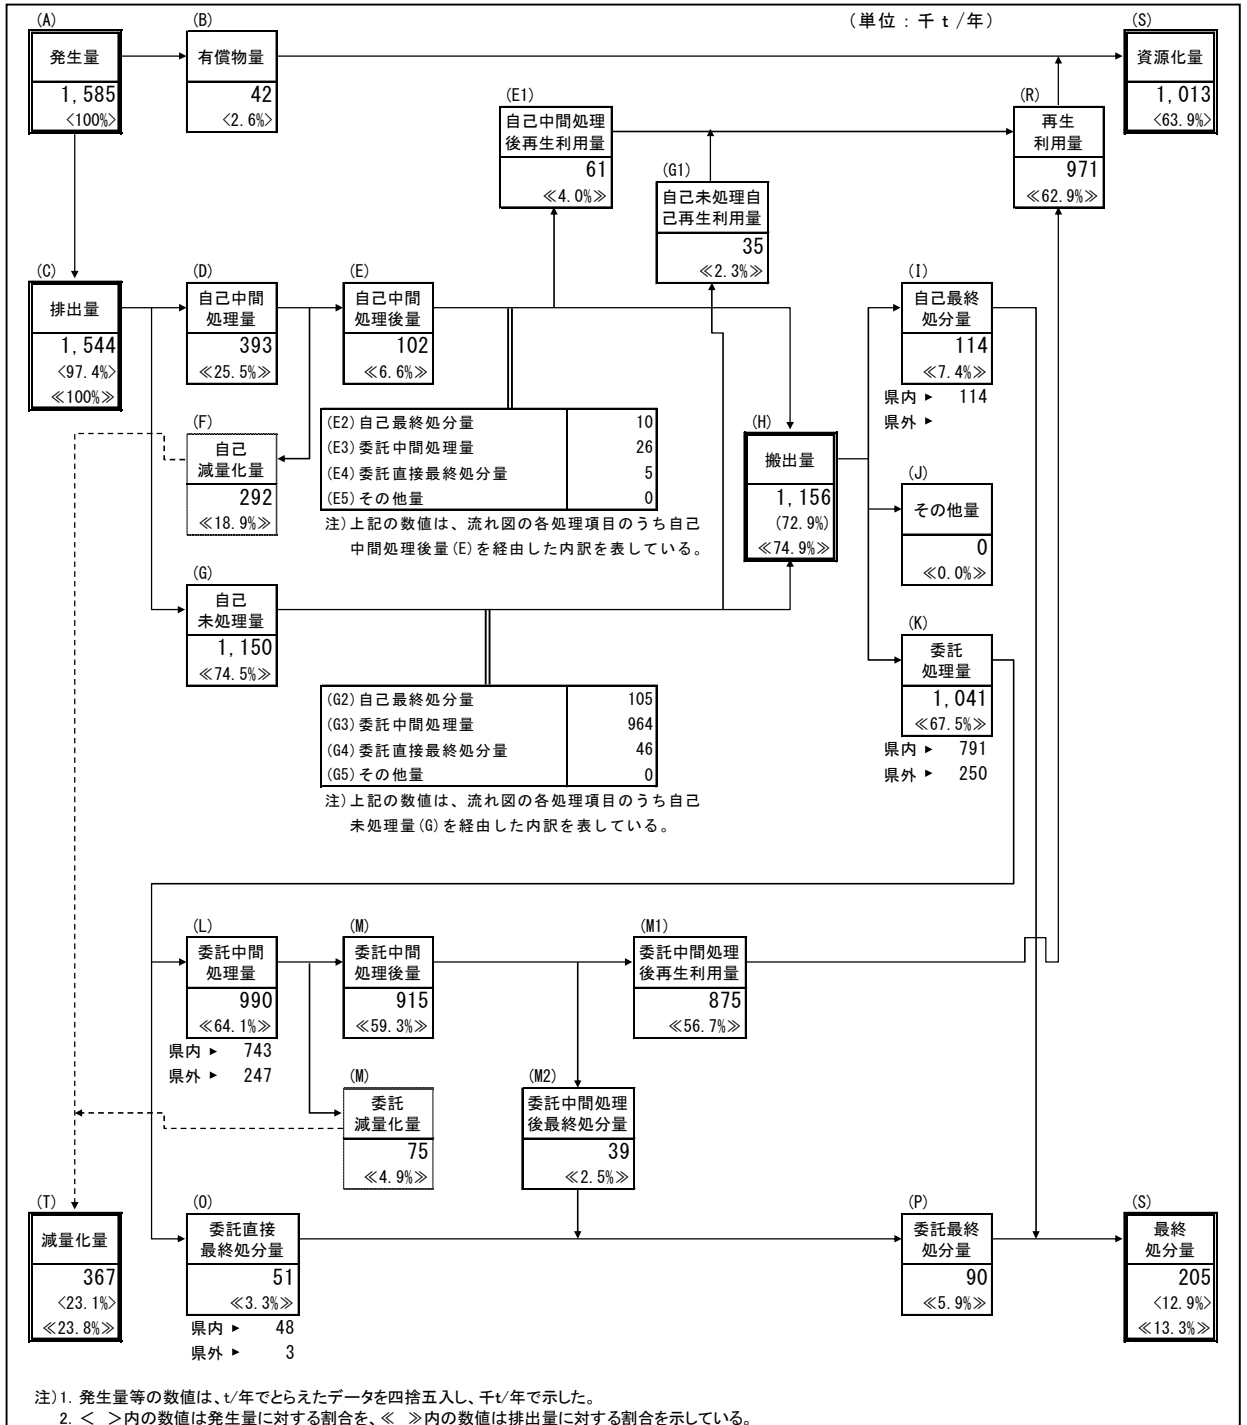 (単位：千ｔ/年)
(A)
発生量
1,585
<100%>
(B)
有償物量
42
<2.6%>
(S)
資源化量
1,013
<63.9%>
(E1)
自己中間処理
後再生利用量
61
≪4.0%≫
(G1)
自己未処理自
己再生利用量
35
≪2.3%≫
(R)
再生
利用量
971
≪62.9%≫
(C)
排出量
1,544
<97.4%>
≪100%≫
(D)
自己中間
処理量
393
≪25.5%≫
(E)
自己中間
処理後量
102
≪6.6%≫
(I)
自己最終
処分量
114
≪7.4%≫
県内 ► 114
県外 ►
(F)
自己
減量化量
292
≪18.9%≫
(E2)自己最終処分量 10
(E3)委託中間処理量 26
(E4)委託直接最終処分量 5
(E5)その他量 0
注)上記の数値は、流れ図の各処理項目のうち自己
中間処理後量(E)を経由した内訳を表している。
(H)
搬出量
1,156
(72.9%)
≪74.9%≫
(J)
その他量
0
≪0.0%≫
(G)
自己
未処理量
1,150
≪74.5%≫
(G2)自己最終処分量 105
(G3)委託中間処理量 964
(G4)委託直接最終処分量 46
(G5)その他量 0
注)上記の数値は、流れ図の各処理項目のうち自己
未処理量(G)を経由した内訳を表している。
(K)
委託
処理量
1,041
≪67.5%≫
県内 ► 791
県外 ► 250
(L)
委託中間
処理量
990
≪64.1%≫
県内 ► 743
県外 ► 247
(M)
委託中間
処理後量
915
≪59.3%≫
(M1)
委託中間処理
後再生利用量
875
≪56.7%≫
(M)
委託
減量化量
75
≪4.9%≫
(M2)
委託中間処理
後最終処分量
39
≪2.5%≫
(T)
減量化量
367
<23.1%>
≪23.8%≫
(O)
委託直接
最終処分量
51
≪3.3%≫
県内 ► 48
県外 ► 3
(P)
委託最終
処分量
90
≪5.9%≫
(S)
最終
処分量
205
<12.9%>
≪13.3%≫
注)1. 発生量等の数値は、t/年でとらえたデータを四捨五入し、千t/年で示した。
2. < >内の数値は発生量に対する割合を、≪ ≫内の数値は排出量に対する割合を示している。